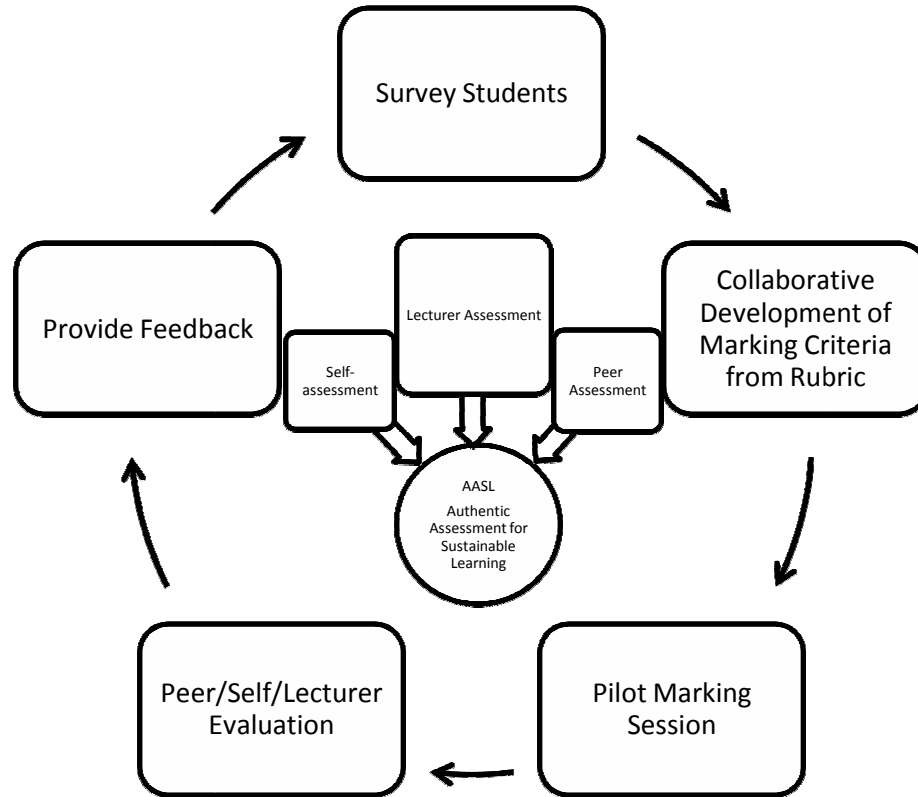 Survey Students
Provide Feedback
Lecturer Assessment
Collaborative
Development of
Marking Criteria
from Rubric
Self-
assessment
Peer
Assessment
AASL
Authentic
Assessment for
Sustainable
Learning
Peer/Self/Lecturer
Evaluation
Pilot Marking
Session